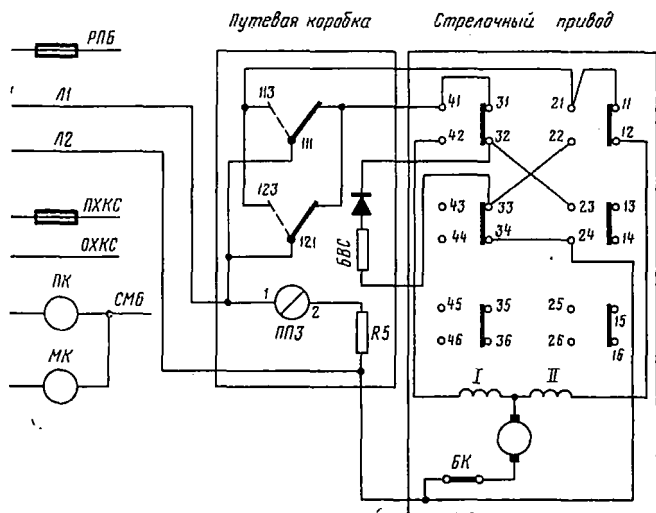 Путевая коробка
Стрелочный привод
РПБ
Л1
Л2
ПХКС
ОХКС
ПК
СМБ
МК
113
111
123
121
БВС
1
2
ППЗ
R5
41
31
21
11
42
32
22
12
43
33
23
13
44
34
24
14
45
35
25
15
46
36
26
16
I
II
БК